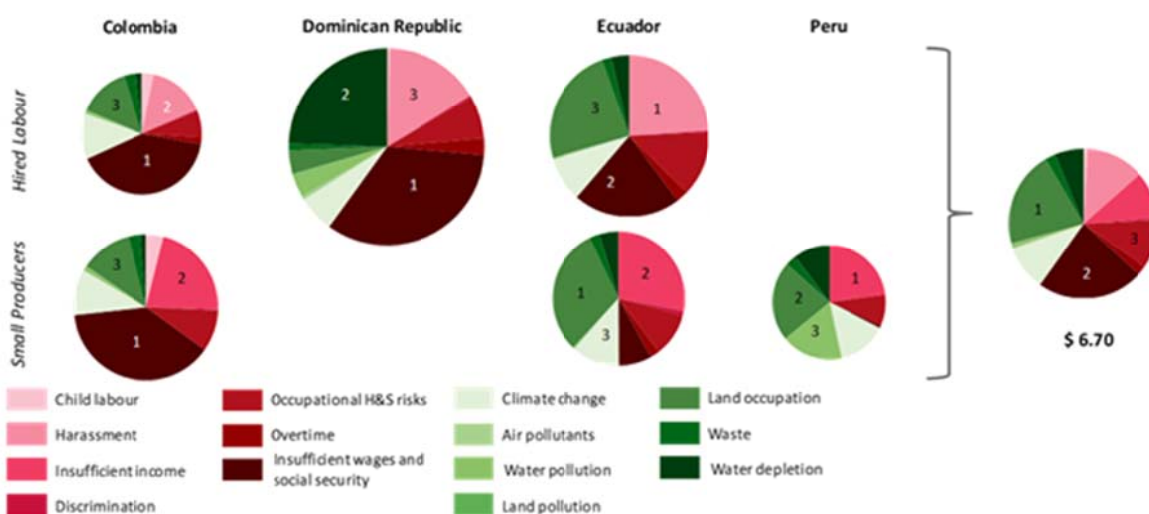 Colombia
Dominican Republic
Ecuador
Peru
Hired Labour
3
2
1
2
3
1
3
1
2
Small Producers
3
2
1
1
2
3
1
2
3
1
3
2
$ 6.70
Child labour
Harassment
Insufficient income
Discrimination
Occupational H&S risks
Overtime
Insufficient wages and
social security
Climate change
Air pollutants
Water pollution
Land pollution
Land occupation
Waste
Water depletion